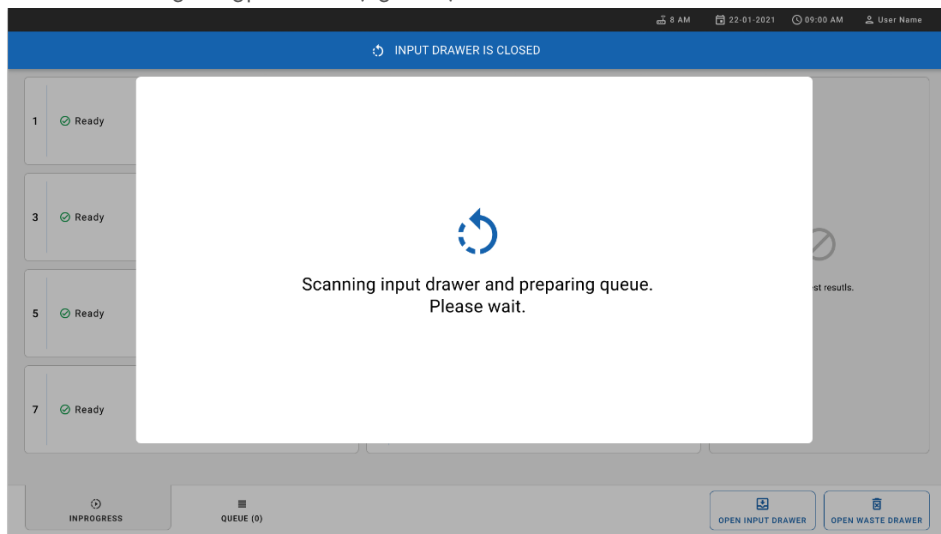 8 AM 22-01-2021 09:00 AM User Name
INPUT DRAWER IS CLOSED
1 Ready
3 Ready
Scanning input drawer and preparing queue.
Please wait.
st resutls.
5 Ready
7 Ready
INPROGRESS
QUEUE (0)
OPEN INPUT DRAWER
OPEN WASTE DRAWER